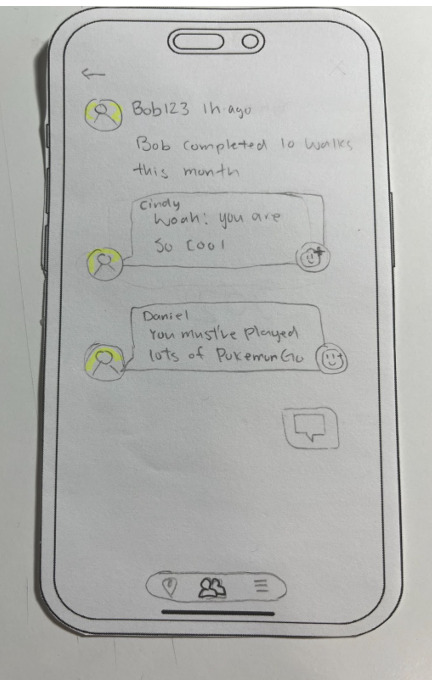 Bob123 1h ago
Bob completed 10 walks
this month
Cindy
Woah! you are
so cool
Daniel
You must've played
lots of PokemonGo